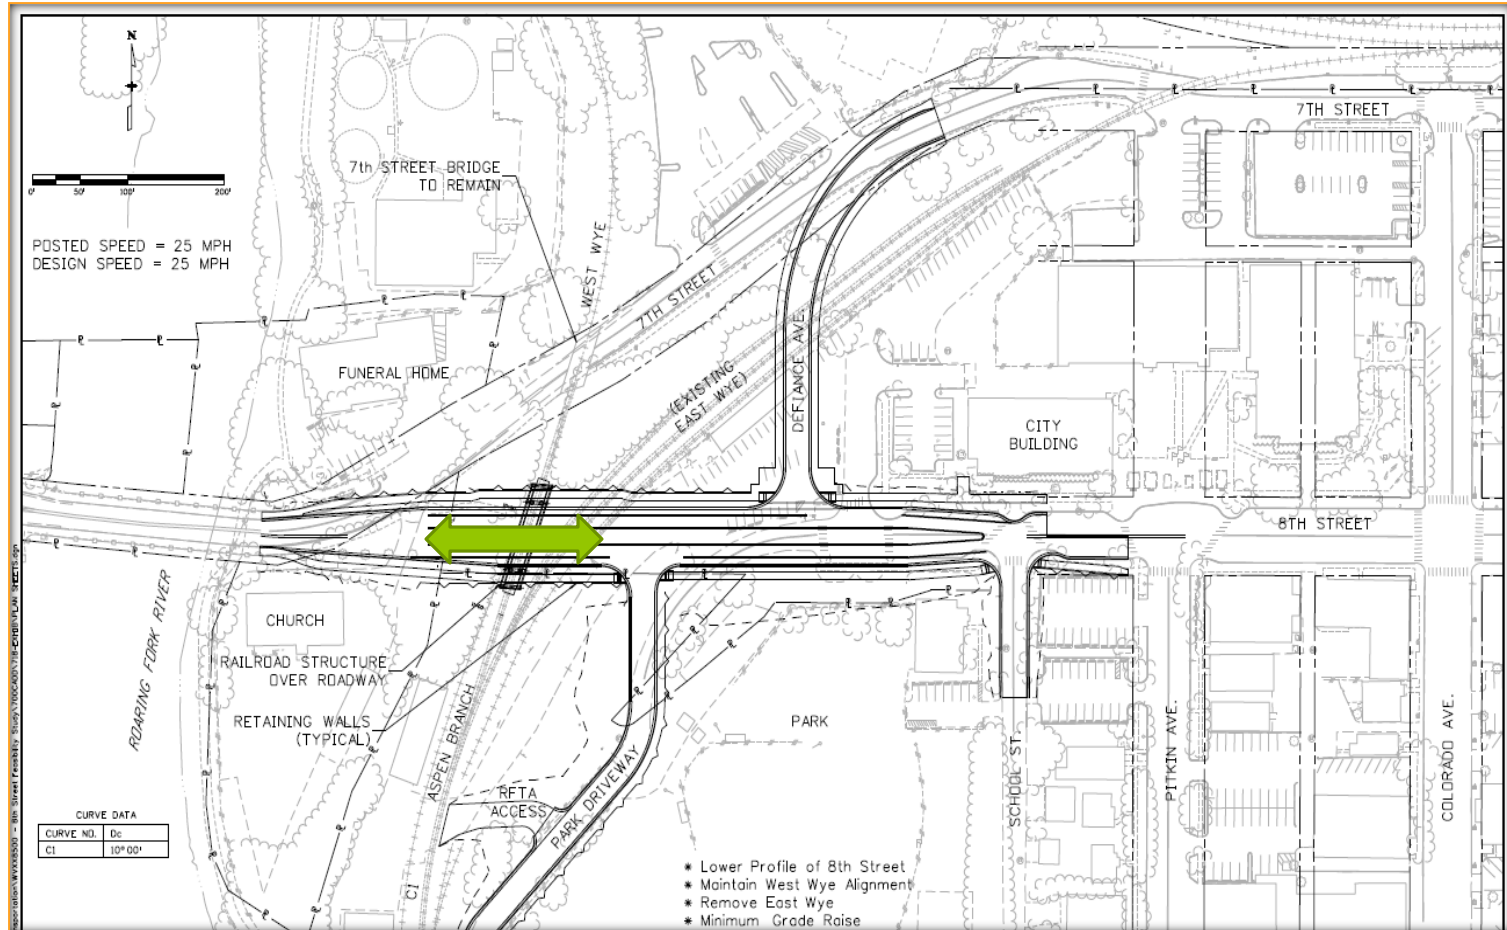 N
0' 50' 100' 200'
POSTED SPEED = 25 MPH
DESIGN SPEED = 25 MPH
7th STREET BRIDGE
TO REMAIN
WEST WYE
7TH STREET
7TH STREET
FUNERAL HOME
(EXISTING
EAST WYE)
DEFIANCE AVE.
CITY
BUILDING
8TH STREET
ROARING FORK RIVER
CHURCH
RAILROAD STRUCTURE
OVER ROADWAY
RETAINING WALLS
(TYPICAL)
ASPEN BRANCH
C1
RFTA
ACCESS
PARK DRIVEWAY
PARK
SCHOOL ST.
PITKIN AVE.
COLORADO AVE.
CURVE DATA
CURVE NO. Dc
C1 10° 00'
* Lower Profile of 8th Street
* Maintain West Wye Alignment
* Remove East Wye
* Minimum Grade Raise